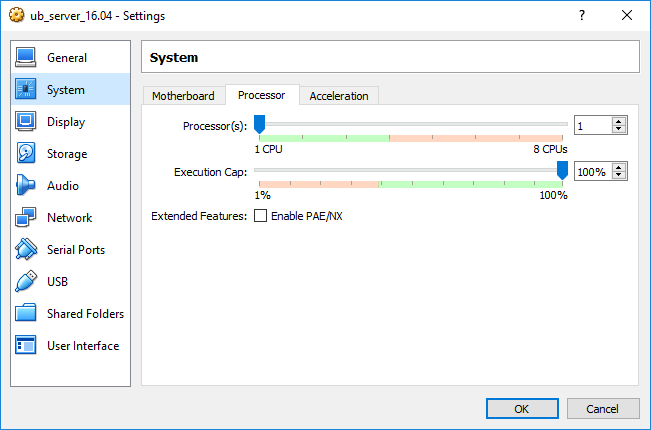 ub_server_16.04 - Settings
General
System
Display
Storage
Audio
Network
Serial Ports
USB
Shared Folders
User Interface
System
Motherboard Processor Acceleration
Processor(s): 1
1 CPU 8 CPUs
Execution Cap: 100%
1% 100%
Extended Features: Enable PAE/NX
OK Cancel